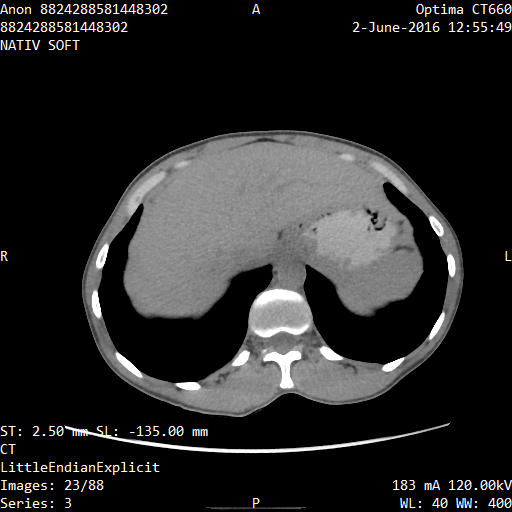 Anon 8824288581448302 A Optima CT660
8824288581448302 2-June-2016 12:55:49
NATIV SOFT
R L
ST: 2.50 mm SL: -135.00 mm
CT
LittleEndianExplicit
Images: 23/88 183 mA 120.00kV
Series: 3 P WL: 40 WW: 400